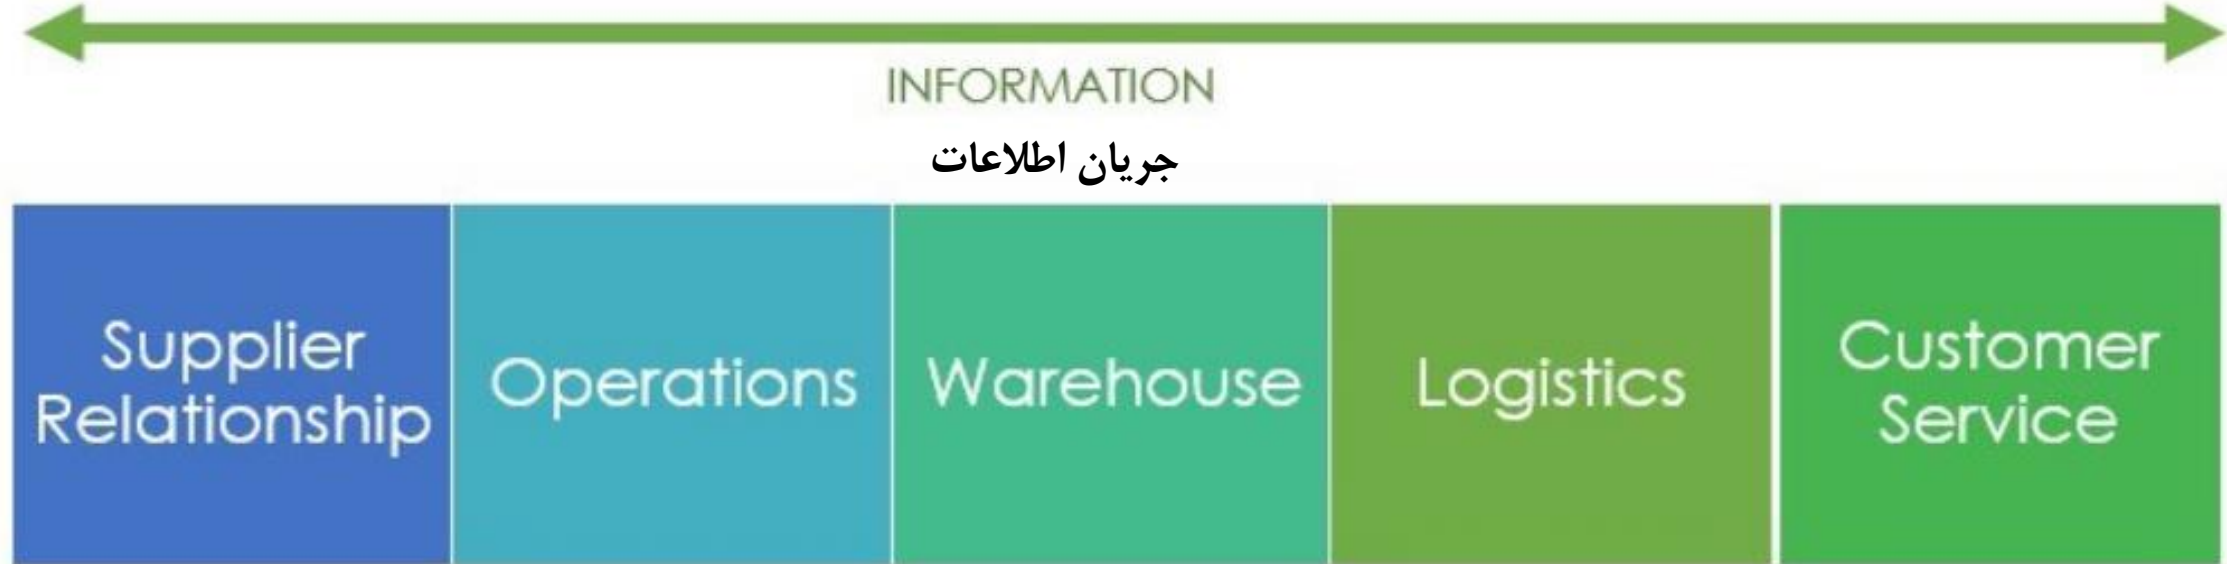 INFORMATION
جریان اطلاعات
Supplier
Relationship
Operations
Warehouse
Logistics
Customer
Service